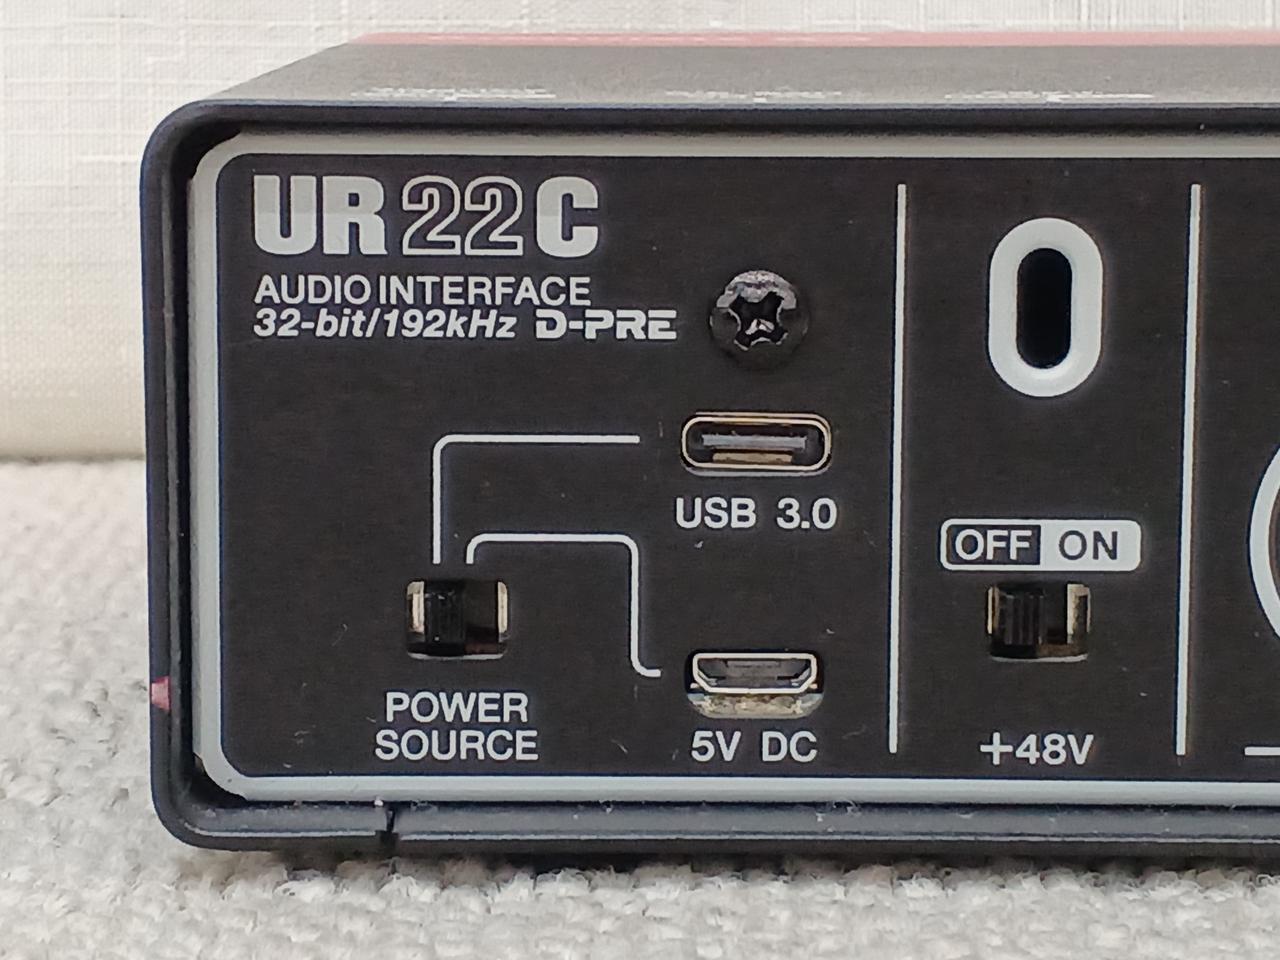 UR22C
AUDIO INTERFACE
32-bit/192kHz D-PRE
USB 3.0
OFF ON
POWER
SOURCE
5V DC
+48V